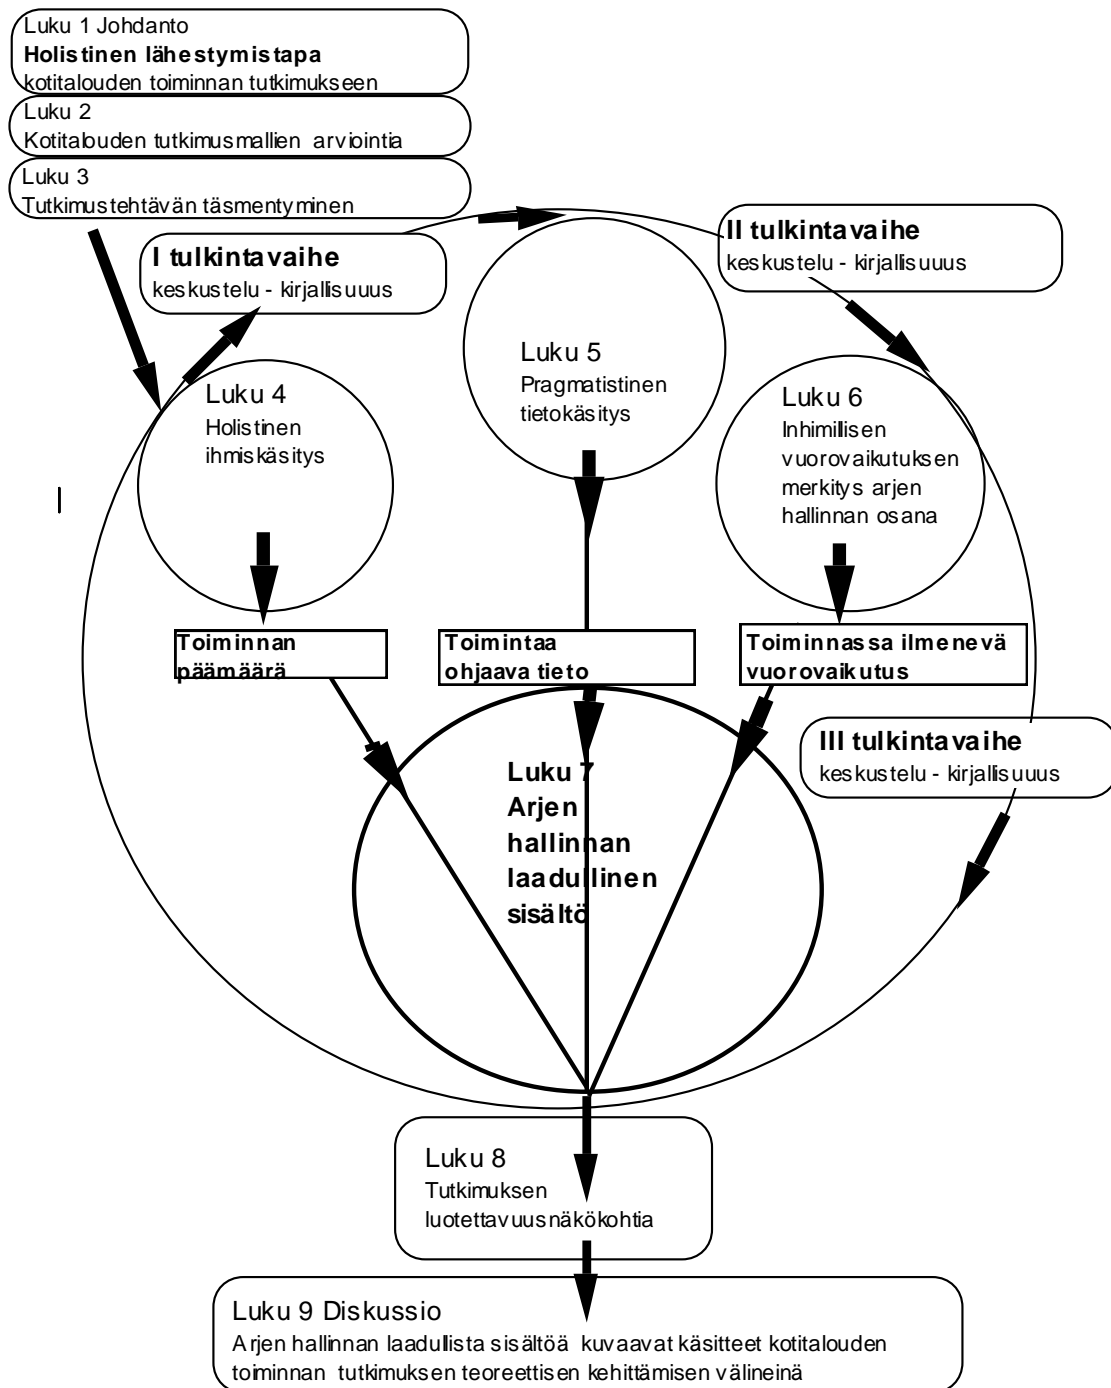 Luku 1 Johdanto
Holistinen lähestymistapa
kotitalouden toiminnan tutkimukseen
Luku 2
Kotitalouden tutkimusmallien arviointia
Luku 3
Tutkimustehtävän täsmentyminen
I tulkintavaihe
keskustelu - kirjallisuuus
II tulkintavaihe
keskustelu - kirjallisuuus
Luku 4
Holistinen
ihmiskäsitys
Luku 5
Pragmatistinen
tietokäsitys
Luku 6
Inhimillisen
vuorovaikutuksen
merkitys arjen
hallinnan osana
Toiminnan
päämäärä
Toimintaa
ohjaava tieto
Toiminnassa ilmenevä
vuorovaikutus
III tulkintavaihe
keskustelu - kirjallisuuus
Luku 7
Arjen
hallinnan
laadullinen
sisältö
Luku 8
Tutkimuksen
luotettavuusnäkökohtia
Luku 9 Diskussio
Arjen hallinnan laadullista sisältöä kuvaavat käsitteet kotitalouden
toiminnan tutkimuksen teoreettisen kehittämisen välineinä